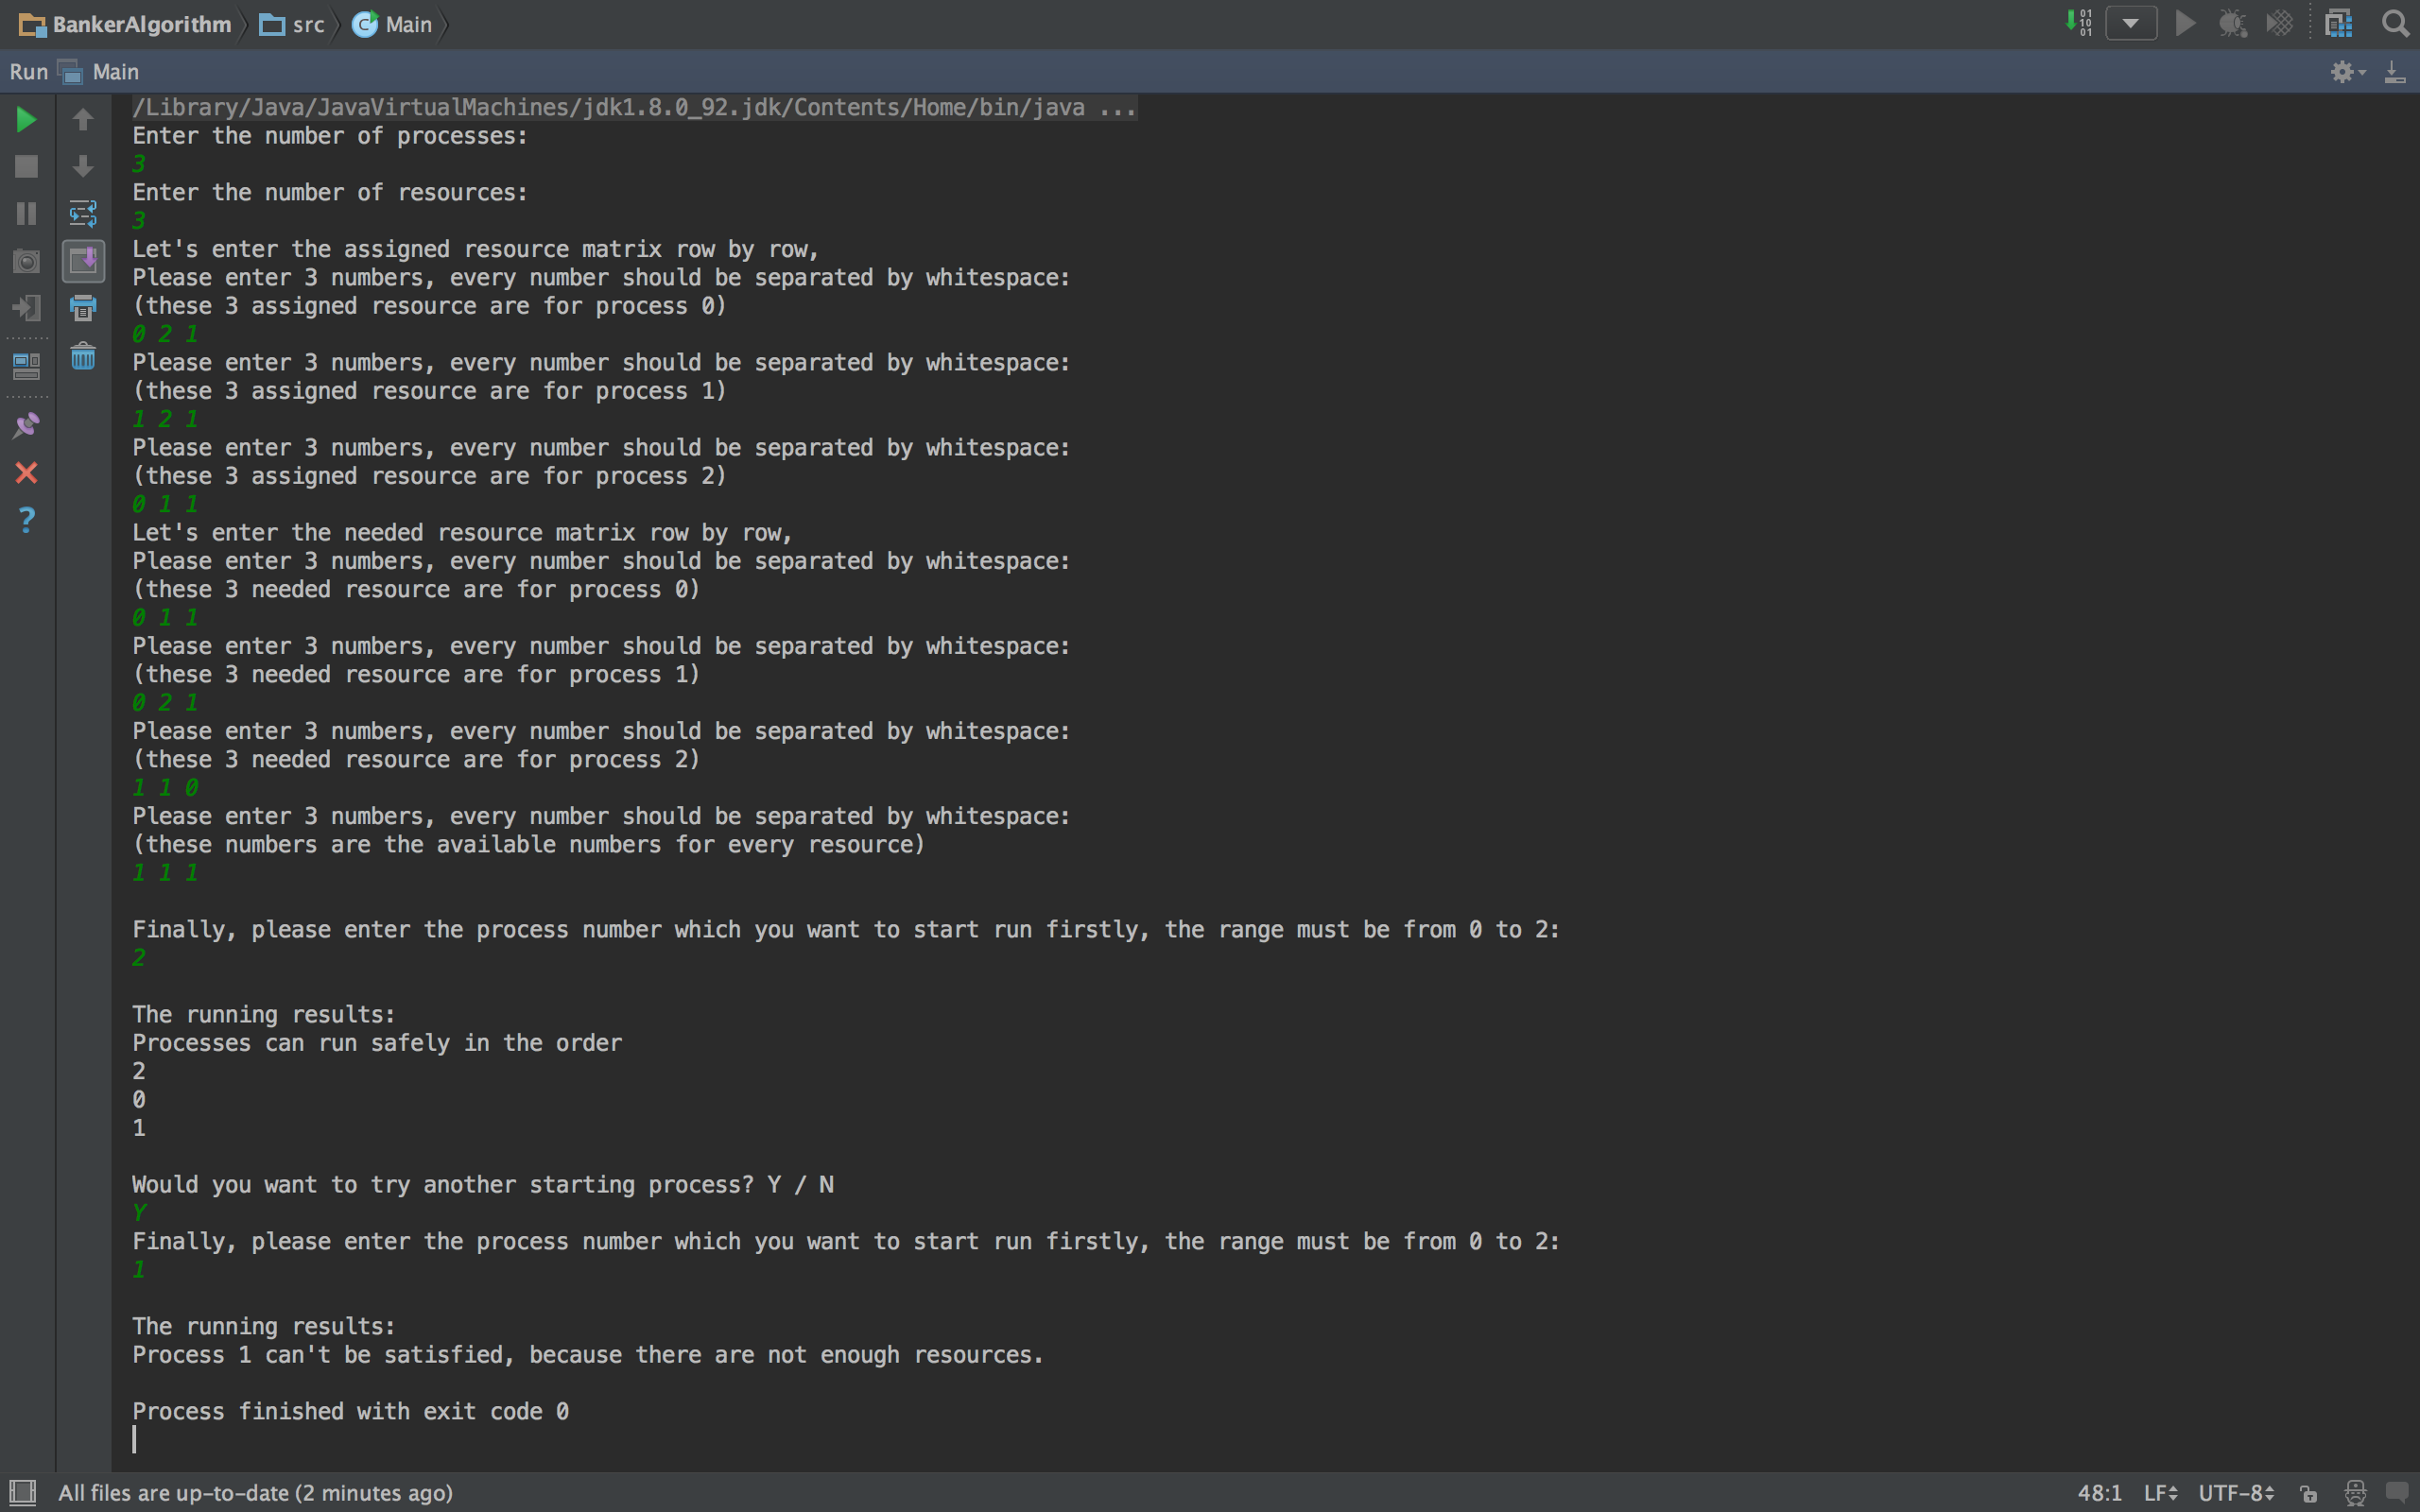 BankerAlgorithm src Main
Run Main
/Library/Java/JavaVirtualMachines/jdk1.8.0_92.jdk/Contents/Home/bin/java ...
Enter the number of processes:
3
Enter the number of resources:
3
Let's enter the assigned resource matrix row by row,
Please enter 3 numbers, every number should be separated by whitespace:
(these 3 assigned resource are for process 0)
0 2 1
Please enter 3 numbers, every number should be separated by whitespace:
(these 3 assigned resource are for process 1)
1 2 1
Please enter 3 numbers, every number should be separated by whitespace:
(these 3 assigned resource are for process 2)
0 1 1
Let's enter the needed resource matrix row by row,
Please enter 3 numbers, every number should be separated by whitespace:
(these 3 needed resource are for process 0)
0 1 1
Please enter 3 numbers, every number should be separated by whitespace:
(these 3 needed resource are for process 1)
0 2 1
Please enter 3 numbers, every number should be separated by whitespace:
(these 3 needed resource are for process 2)
1 1 0
Please enter 3 numbers, every number should be separated by whitespace:
(these numbers are the available numbers for every resource)
1 1 1
Finally, please enter the process number which you want to start run firstly, the range must be from 0 to 2:
2
The running results:
Processes can run safely in the order
2
0
1
Would you want to try another starting process? Y / N
Y
Finally, please enter the process number which you want to start run firstly, the range must be from 0 to 2:
1
The running results:
Process 1 can't be satisfied, because there are not enough resources.
Process finished with exit code 0
All files are up-to-date (2 minutes ago) 48:1 LF UTF-8